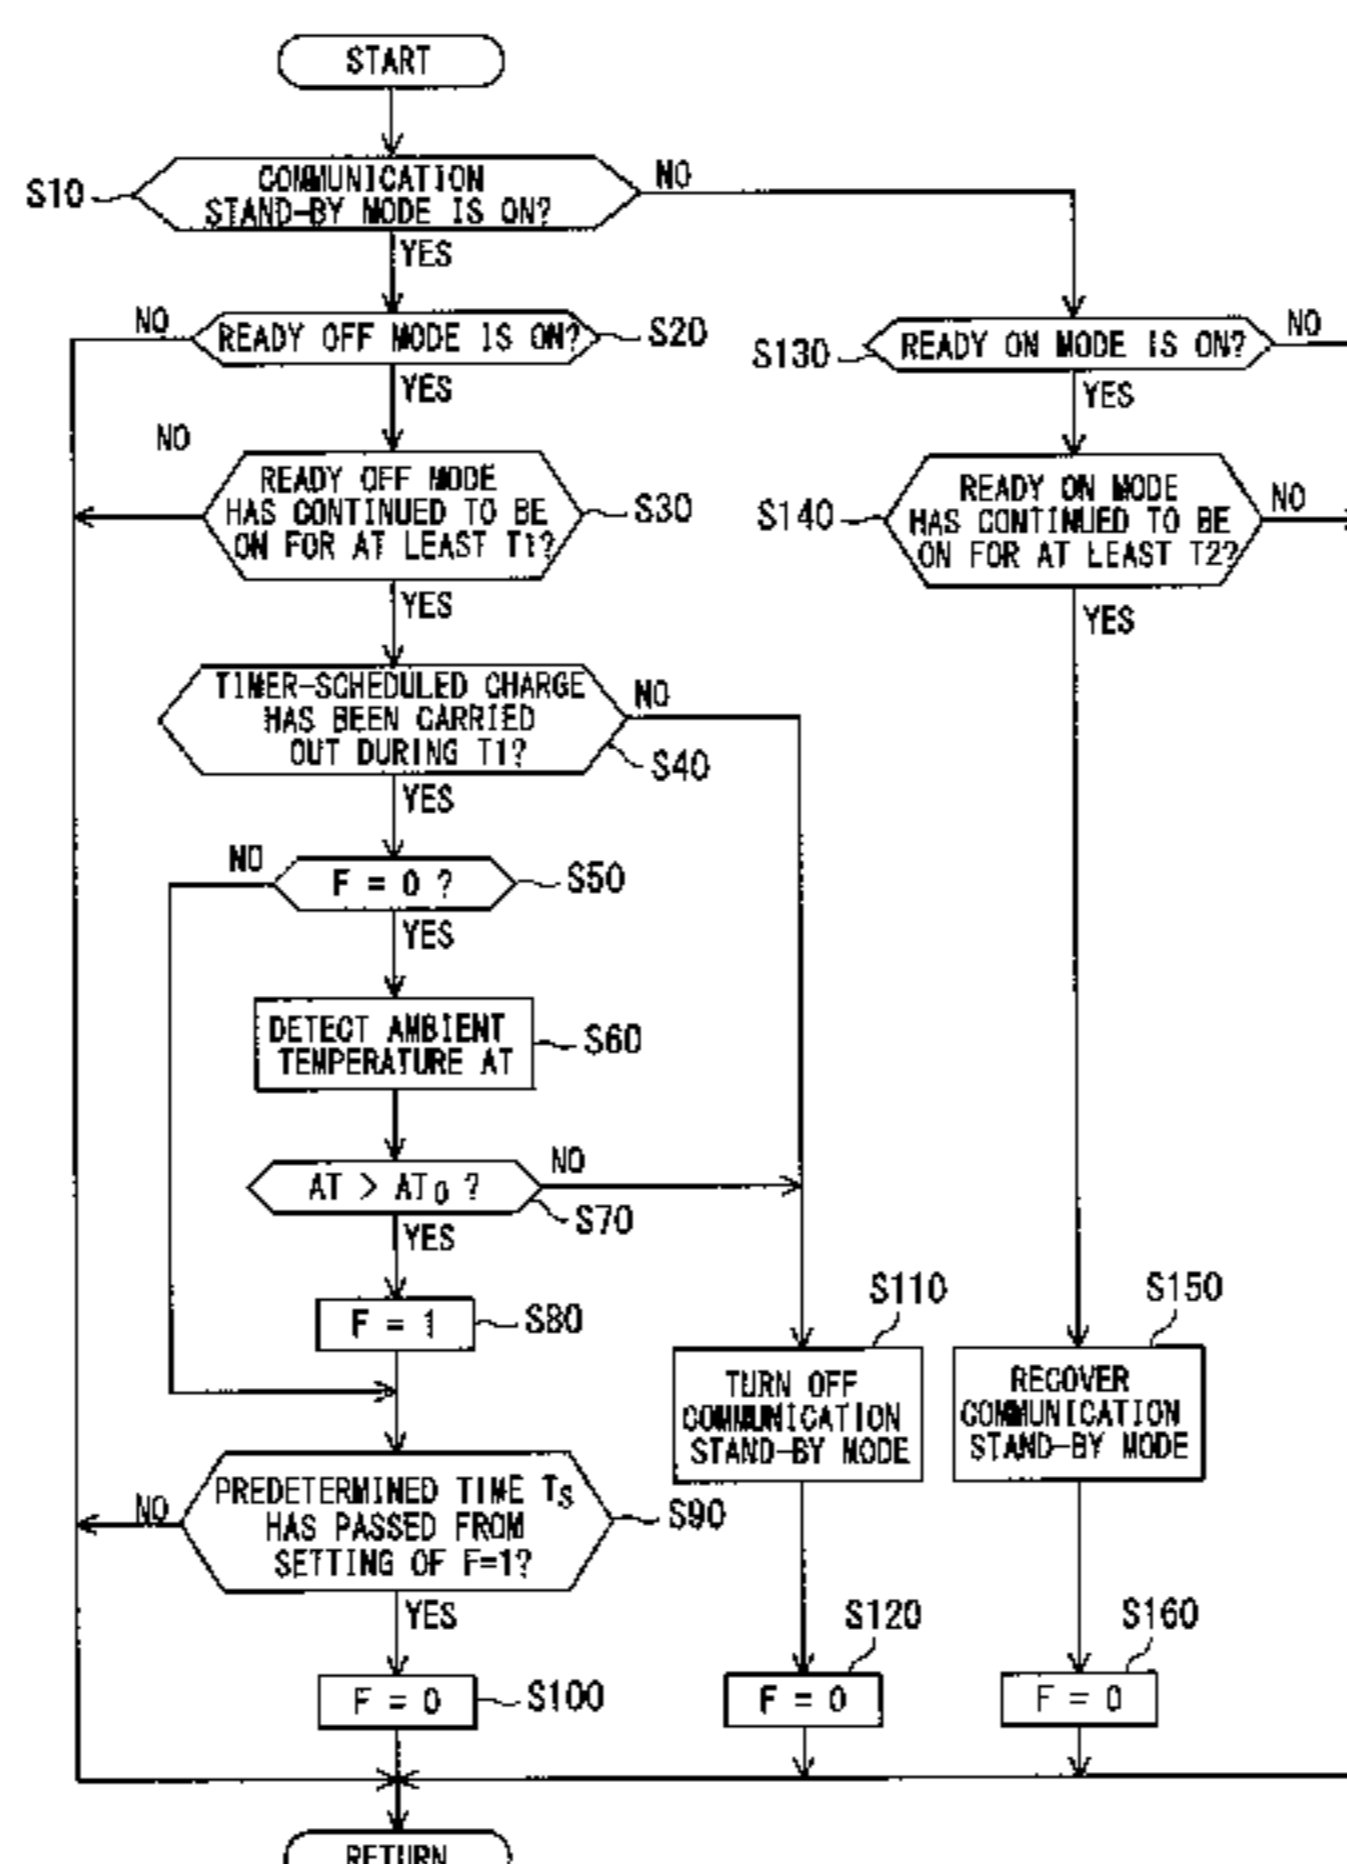 START
S10
COMMUNICATION
STAND-BY MODE IS ON?
NO
YES
NO
READY OFF MODE IS ON?
S20
YES
S130
READY ON MODE IS ON?
NO
YES
NO
READY OFF MODE
HAS CONTINUED TO BE
ON FOR AT LEAST T1?
S30
YES
S140
READY ON MODE
HAS CONTINUED TO BE
ON FOR AT LEAST T2?
NO
YES
TIMER-SCHEDULED CHARGE
HAS BEEN CARRIED
OUT DURING T1?
NO
S40
YES
NO
F = 0 ?
S50
YES
DETECT AMBIENT
TEMPERATURE AT
S60
AT > AT0 ?
NO
S70
YES
F = 1
S80
S110
TURN OFF
COMMUNICATION
STAND-BY MODE
S150
RECOVER
COMMUNICATION
STAND-BY MODE
NO
PREDETERMINED TIME TS
HAS PASSED FROM
SETTING OF F=1?
S90
YES
F = 0
S100
S120
F = 0
S160
F = 0
RETURN